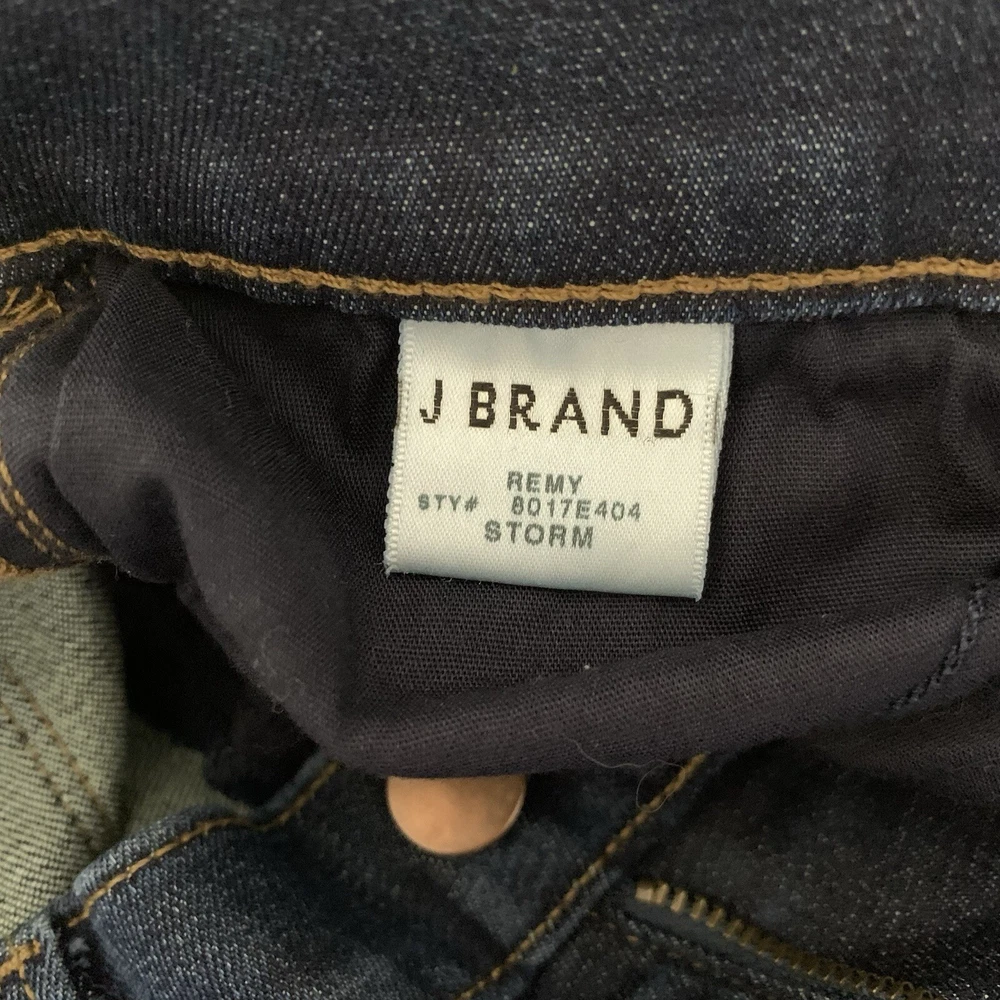 J BRAND
REMY
STY# 8017E404
STORM